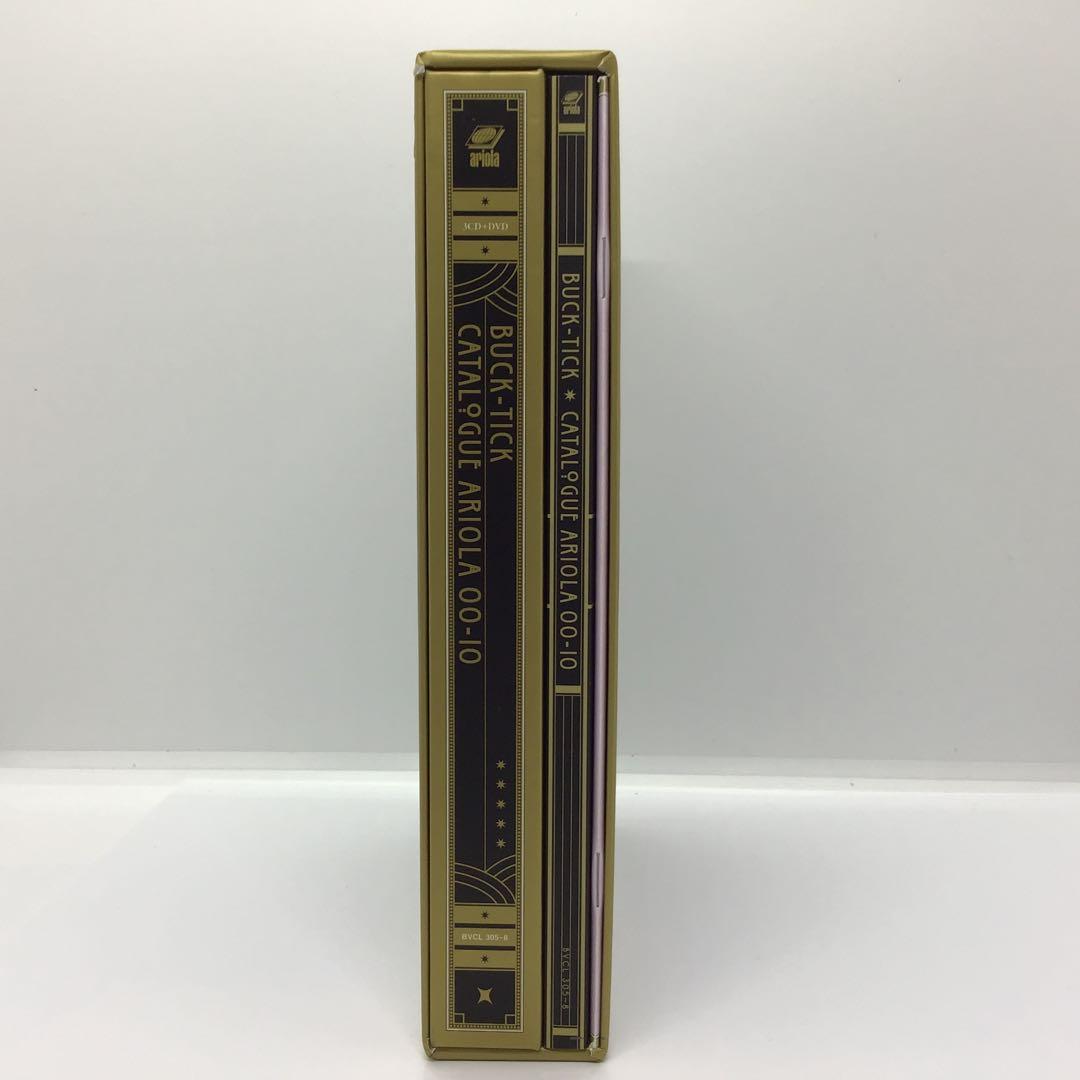 ariola
3CD+DVD
BUCK-TICK
CATALOGUE ARIOLA 00-10
BVCL 305-8
ariola
BUCK-TICK ✶ CATALOGUE ARIOLA 00-10
BVCL 305-8